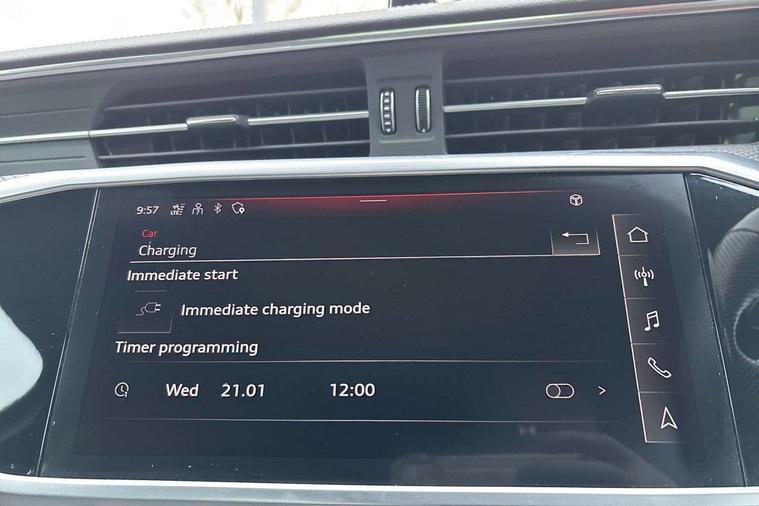 9:57
Car
Charging
Immediate start
Immediate charging mode
Timer programming
Wed 21.01 12:00